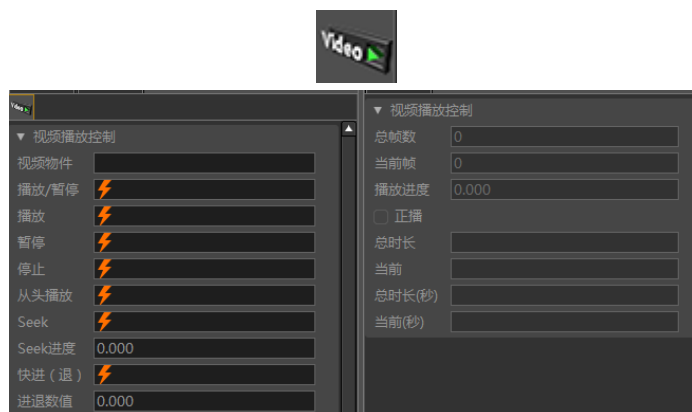 Video
Video
▼ 视频播放控制
视频物件
播放/暂停
播放
暂停
停止
从头播放
Seek
Seek进度 0.000
快进（退）
进退数值 0.000
▼ 视频播放控制
总帧数 0
当前帧 0
播放进度 0.000
正播
总时长
当前
总时长(秒)
当前(秒)